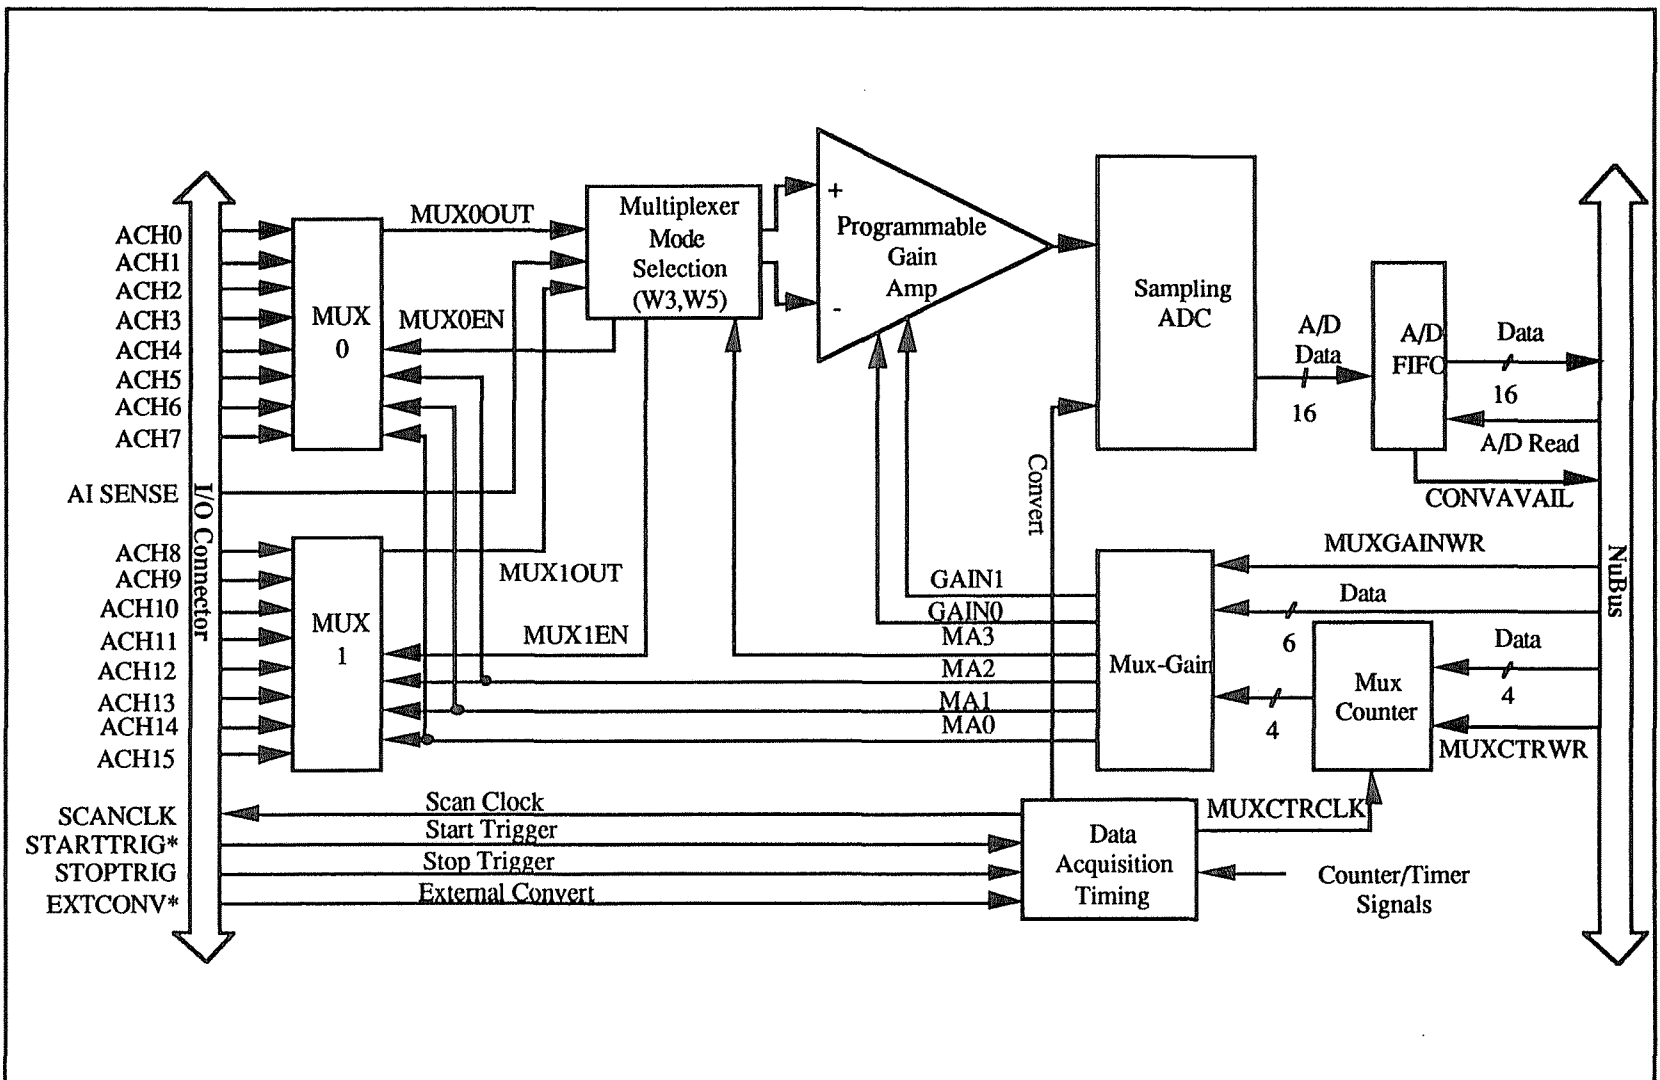 ACH0
ACH1
ACH2
ACH3
ACH4
ACH5
ACH6
ACH7
AI SENSE
ACH8
ACH9
ACH10
ACH11
ACH12
ACH13
ACH14
ACH15
SCANCLK
STARTTRIG*
STOPTRIG
EXTCONV*
I/O Connector
MUX
0
MUX
1
MUX0OUT
MUX0EN
MUX1OUT
MUX1EN
Multiplexer
Mode
Selection
(W3,W5)
+
Programmable
Gain
Amp
-
Sampling
ADC
A/D
Data
16
A/D
FIFO
Data
16
A/D Read
CONVAVAIL
Convert
GAIN1
GAIN0
MA3
MA2
MA1
MA0
Mux-Gain
MUXGAINWR
Data
6
Mux
Counter
4
Data
4
MUXCTRWR
NuBus
Scan Clock
Start Trigger
Stop Trigger
External Convert
Data
Acquisition
Timing
MUXCTRCLK
Counter/Timer
Signals